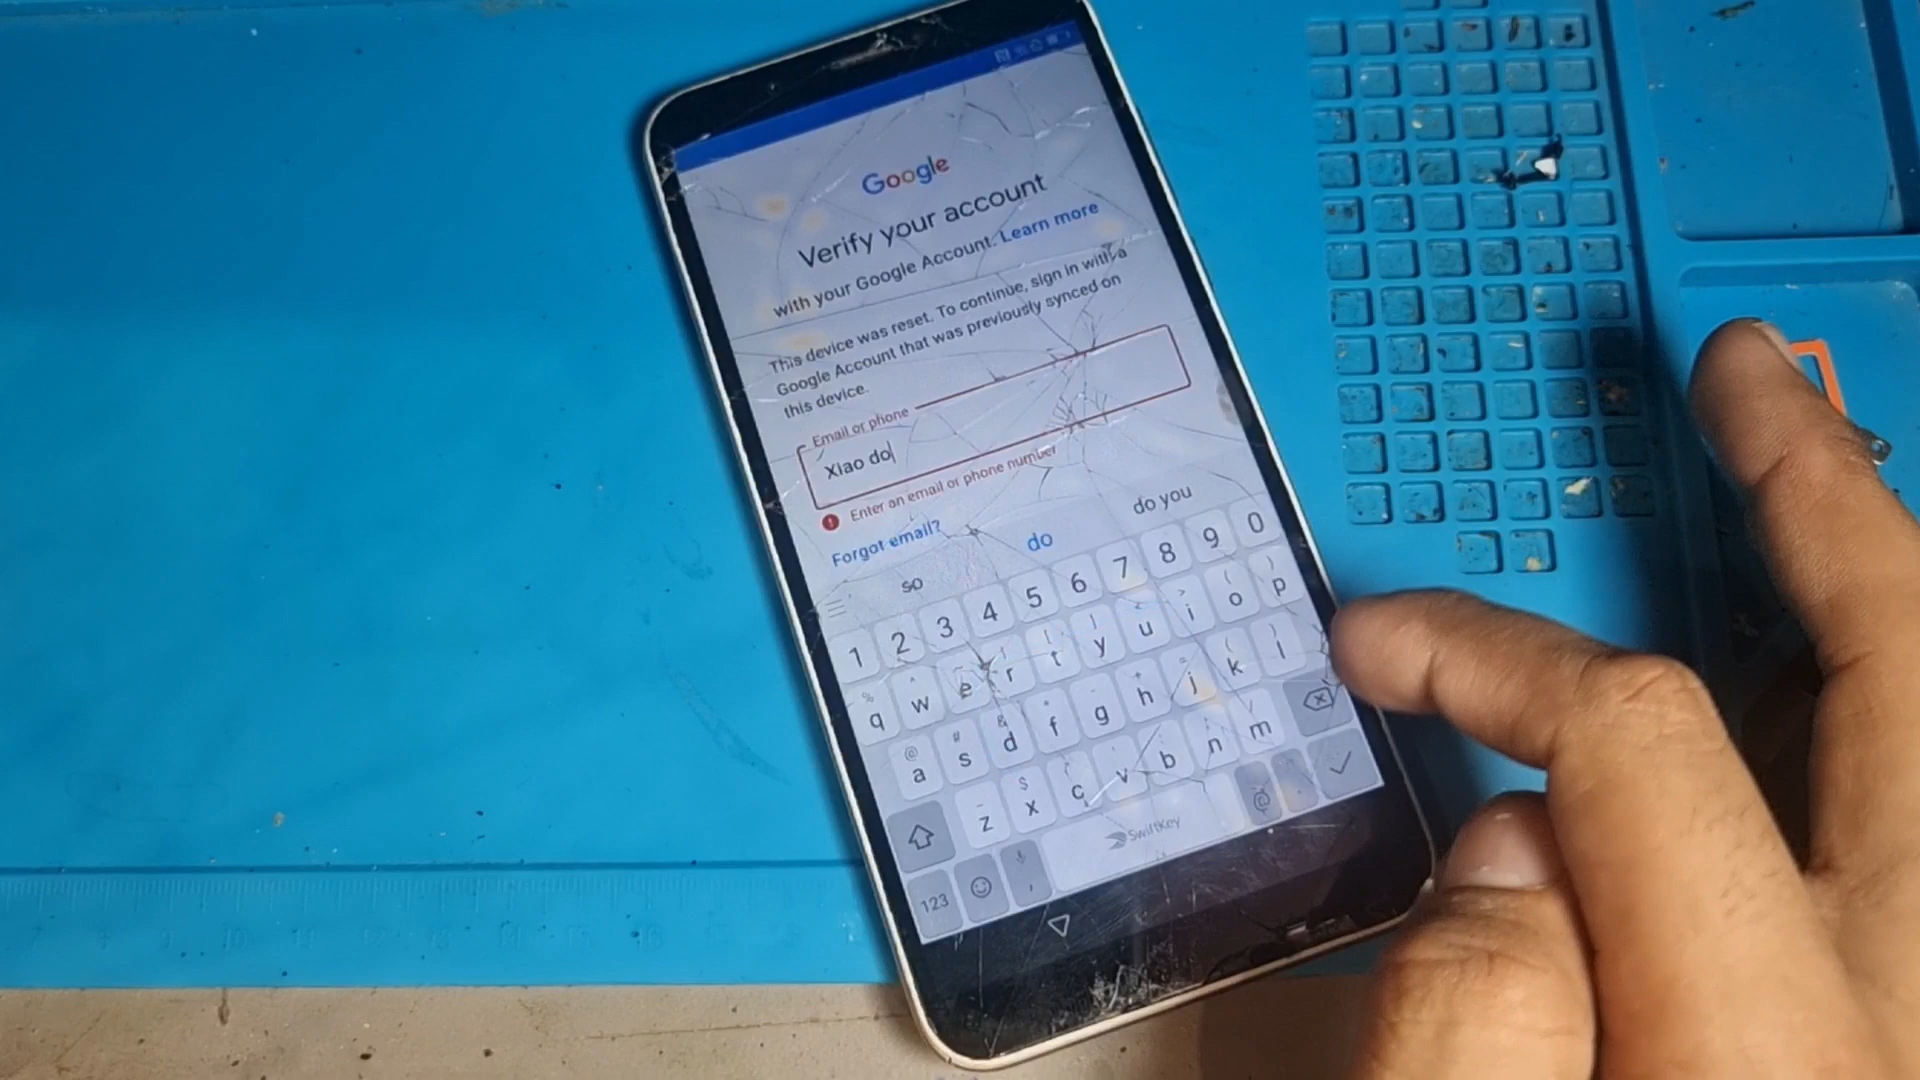 Google
Verify your account
with your Google Account. Learn more
This device was reset. To continue, sign in with a
Google Account that was previously synced on
this device.
Email or phone
Xiao do
Enter an email or phone number
Forgot email?
so do do you
1 2 3 4 5 6 7 8 9 0
q w e r t y u i o p
a s d f g h j k l
z x c v b n m
123 , SwiftKey @ .